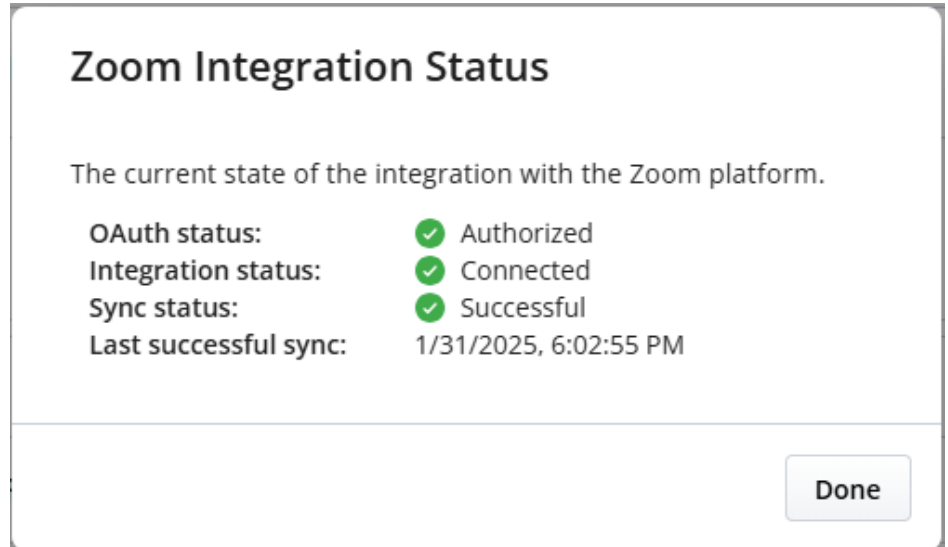 Zoom Integration Status
The current state of the integration with the Zoom platform.
OAuth status: Authorized
Integration status: Connected
Sync status: Successful
Last successful sync: 1/31/2025, 6:02:55 PM
Done